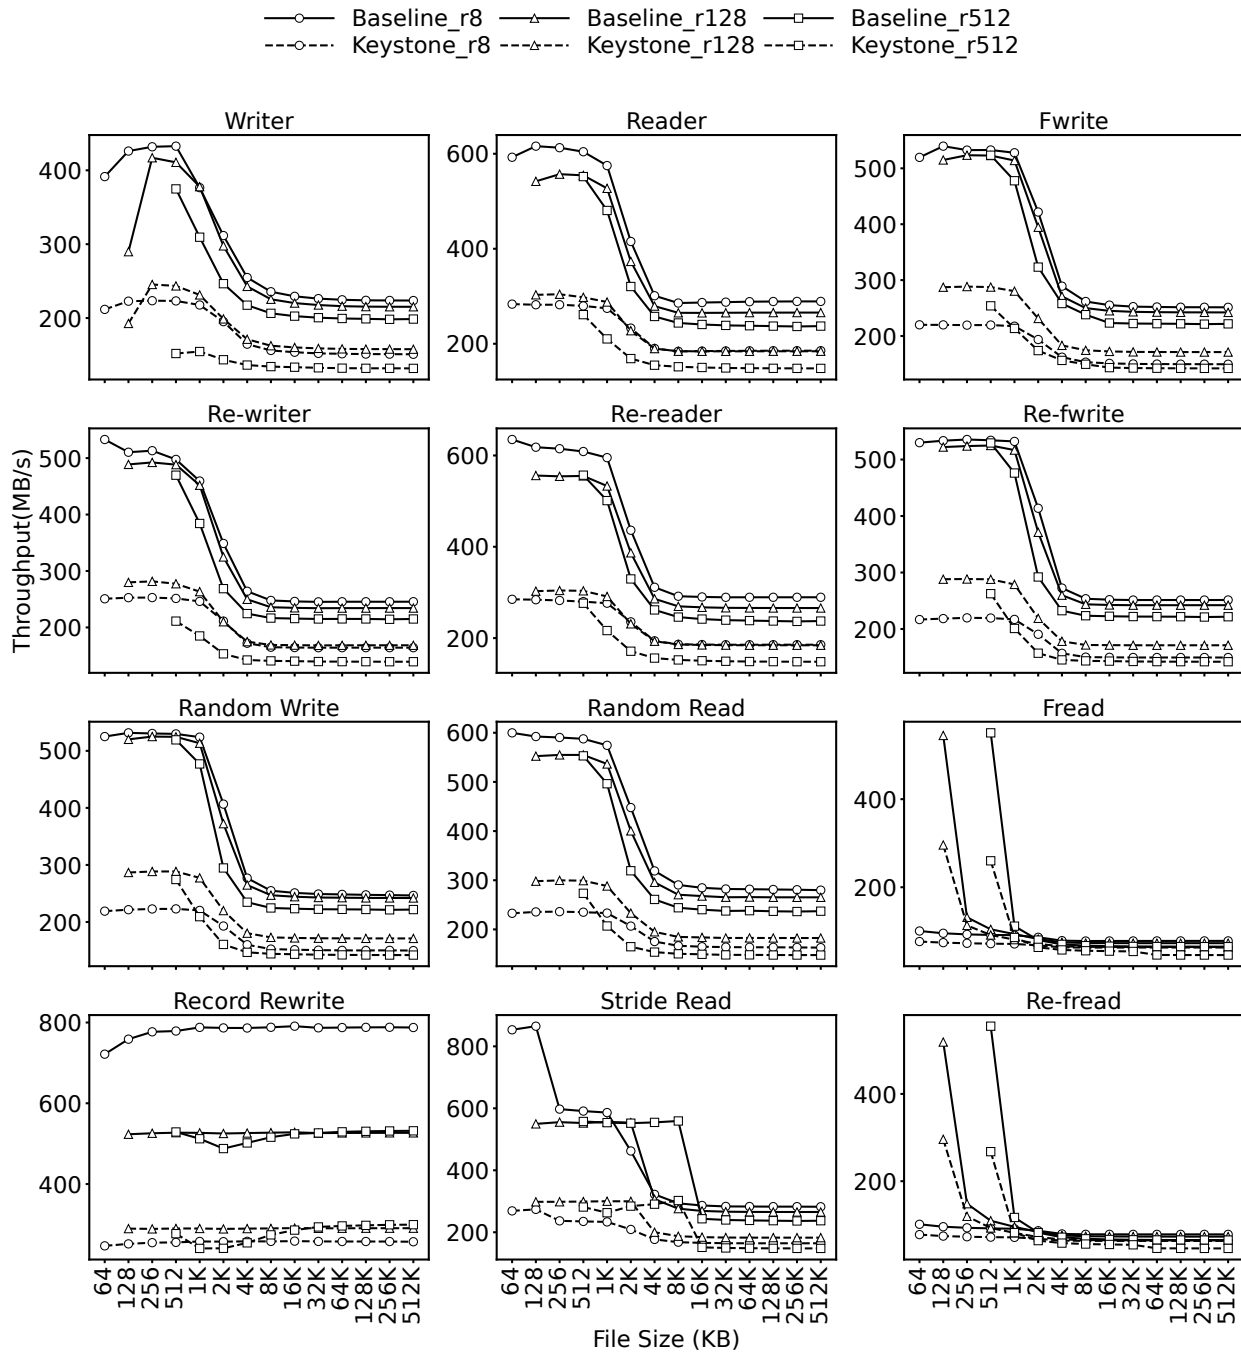 Baseline_r8 Baseline_r128 Baseline_r512
Keystone_r8 Keystone_r128 Keystone_r512
Writer Reader Fwrite
400 600 500
300 400 400
200 200 300
200
Re-writer Re-reader Re-fwrite
500 600 500
400 400 400
300 200 300
200 200
Throughput(MB/s)
Random Write Random Read Fread
500 600 400
400 500 200
300 400
200 300
200
Record Rewrite Stride Read Re-fread
800 800 400
600 600 200
400 400
200
64 128 256 512 1K 2K 4K 8K 16K 32K 64K 128K 256K 512K
64 128 256 512 1K 2K 4K 8K 16K 32K 64K 128K 256K 512K
64 128 256 512 1K 2K 4K 8K 16K 32K 64K 128K 256K 512K
File Size (KB)